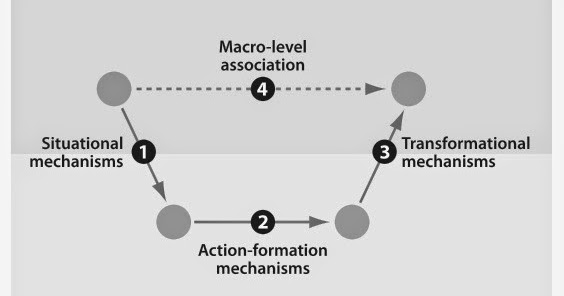 Macro-level
association
4
Situational
mechanisms
1
3
Transformational
mechanisms
2
Action-formation
mechanisms